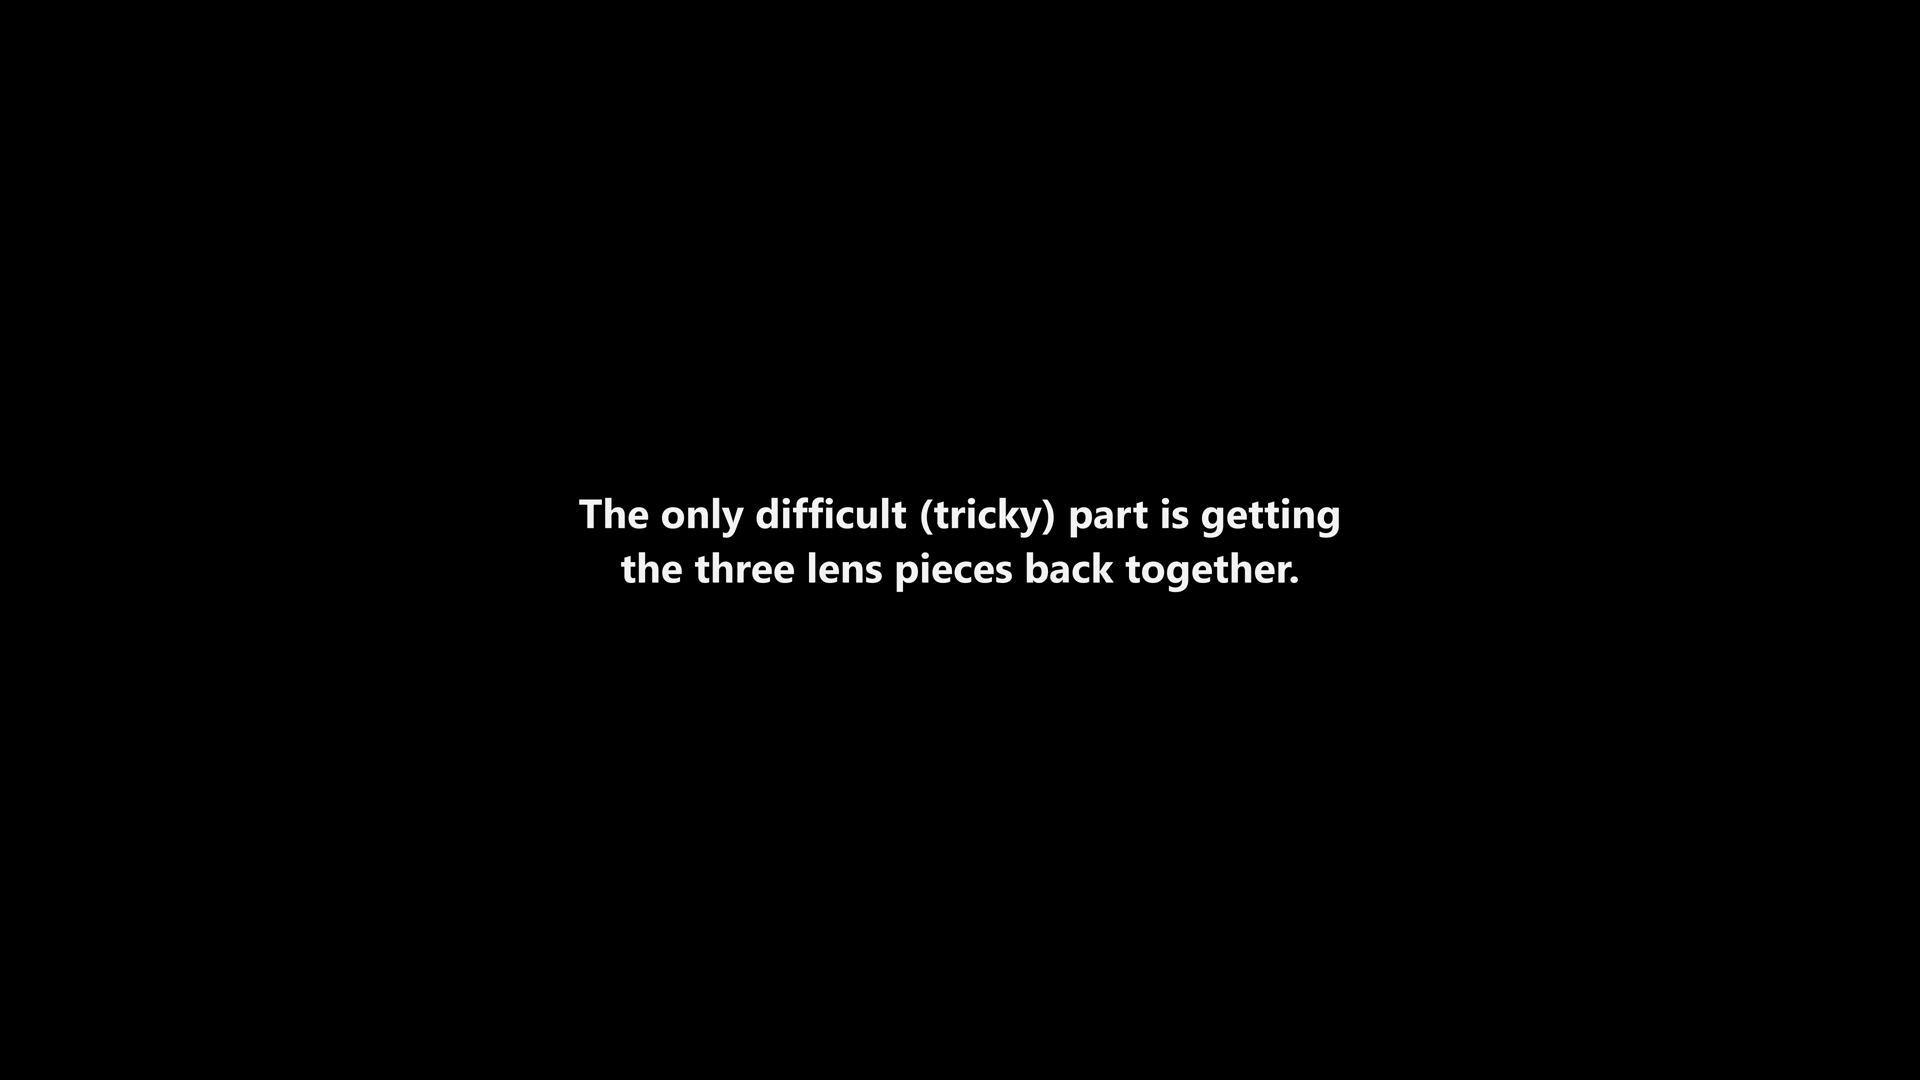 The only difficult (tricky) part is getting
the three lens pieces back together.